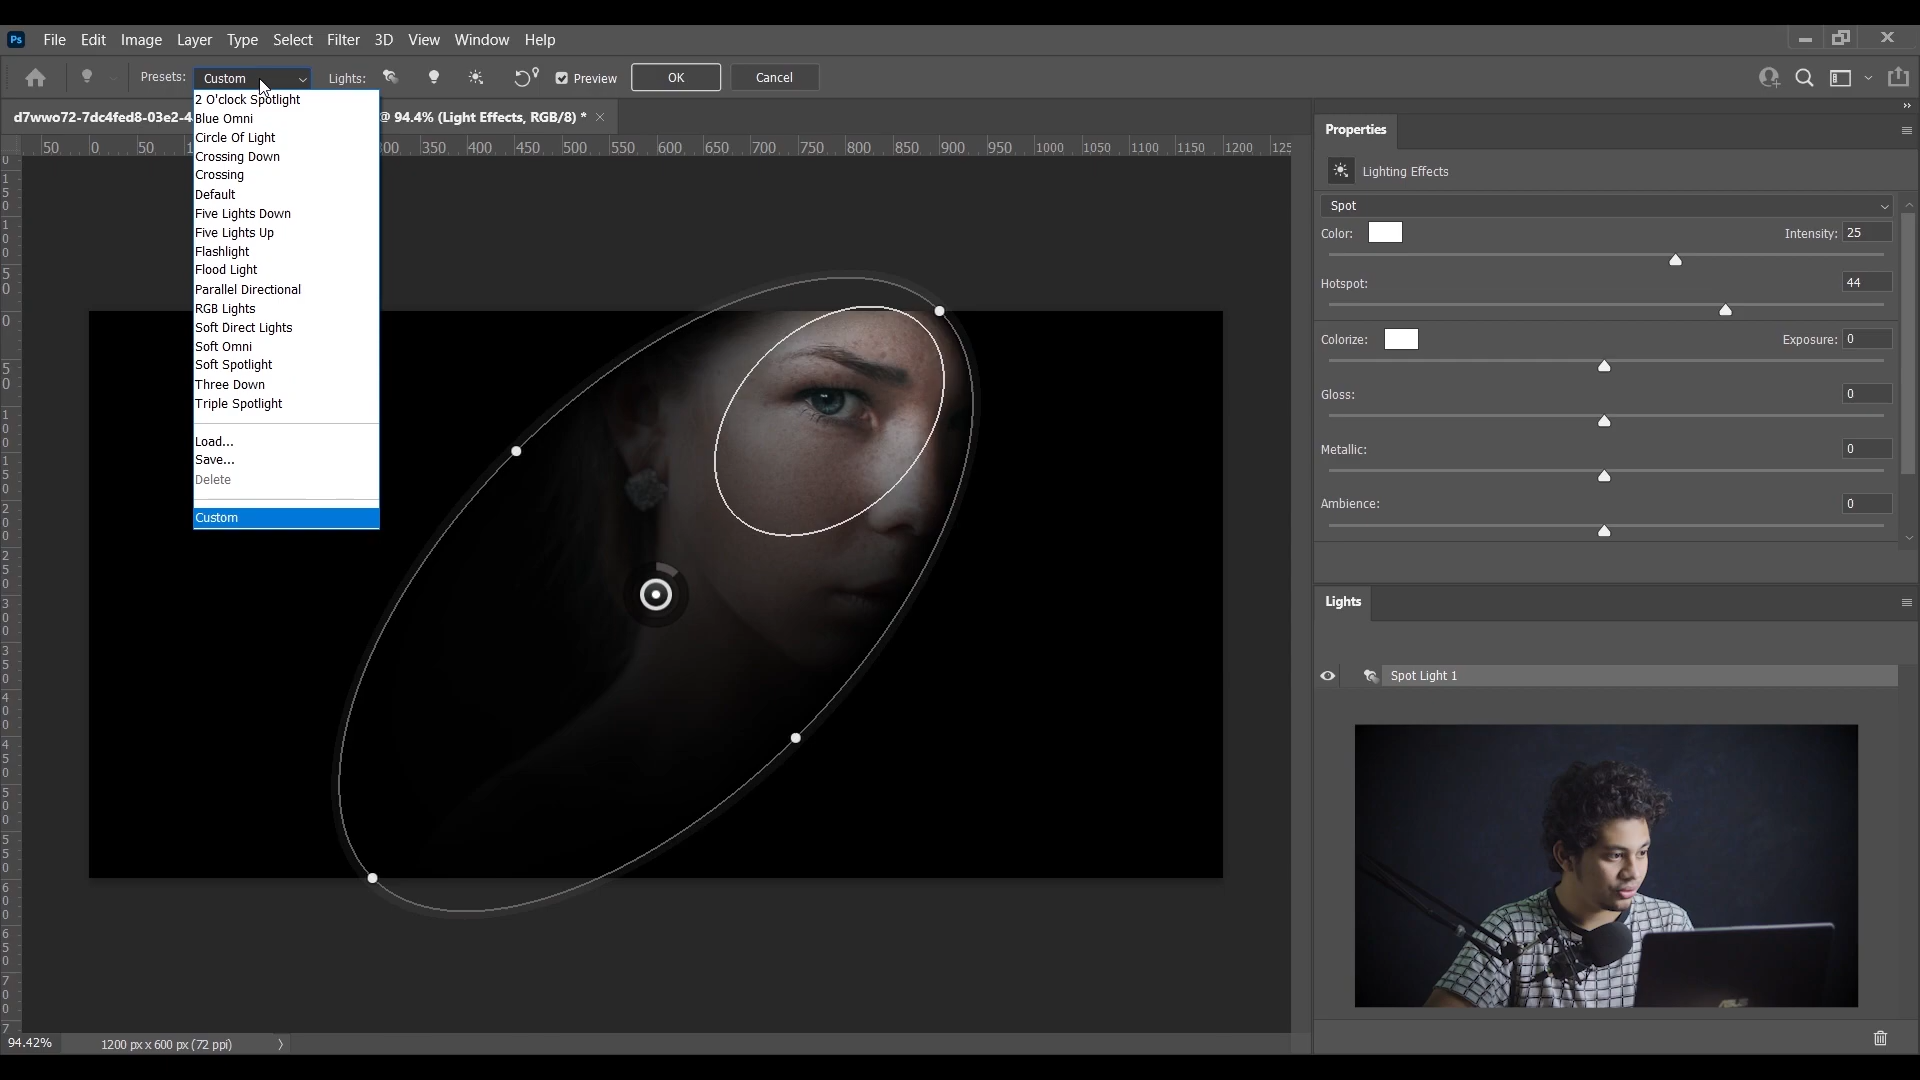 Ps File Edit Image Layer Type Select Filter 3D View Window Help
Presets: Custom Lights: Preview OK Cancel
d7wwo72-7dc4fed8-03e2-4 @ 94.4% (Light Effects, RGB/8) * ×
50 0 50 300 350 400 450 500 550 600 650 700 750 800 850 900 950 1000 1050 1100 1150 1200
2 O'clock Spotlight
Blue Omni
Circle Of Light
Crossing Down
Crossing
Default
Five Lights Down
Five Lights Up
Flashlight
Flood Light
Parallel Directional
RGB Lights
Soft Direct Lights
Soft Omni
Soft Spotlight
Three Down
Triple Spotlight
Load...
Save...
Delete
Custom
Properties
Lighting Effects
Spot
Color: Intensity: 25
Hotspot: 44
Colorize: Exposure: 0
Gloss: 0
Metallic: 0
Ambience: 0
Lights
Spot Light 1
94.42% 1200 px x 600 px (72 ppi)